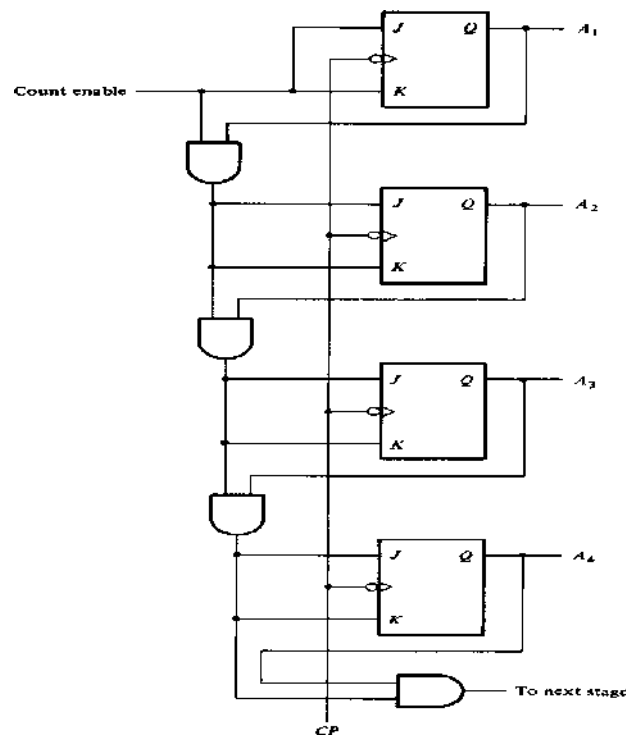 J Q A1
Count enable
K
J Q A2
K
J Q A3
K
J Q A4
K
To next stage
CP